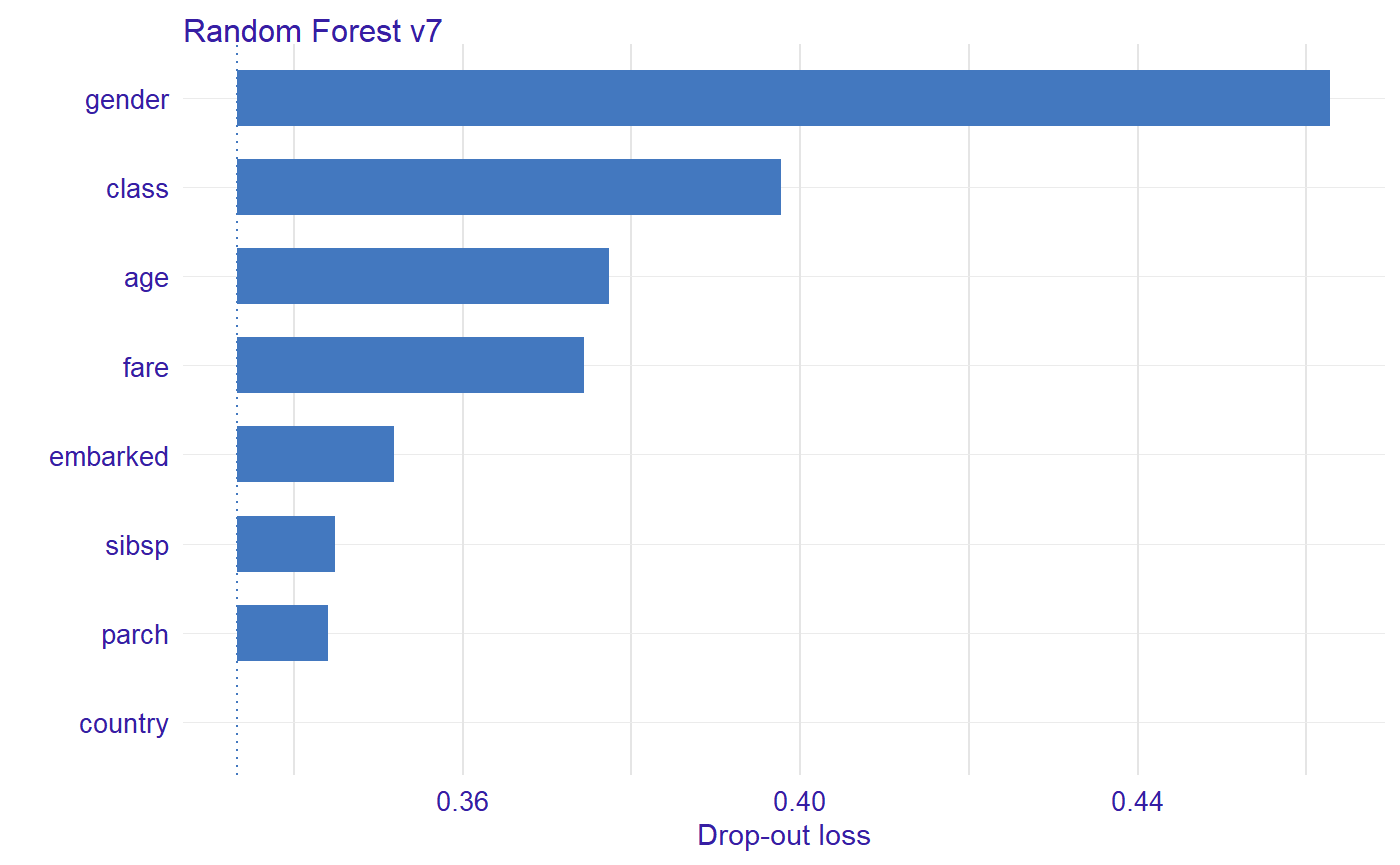 Random Forest v7
gender
class
age
fare
embarked
sibsp
parch
country
0.36 0.40 0.44
Drop-out loss